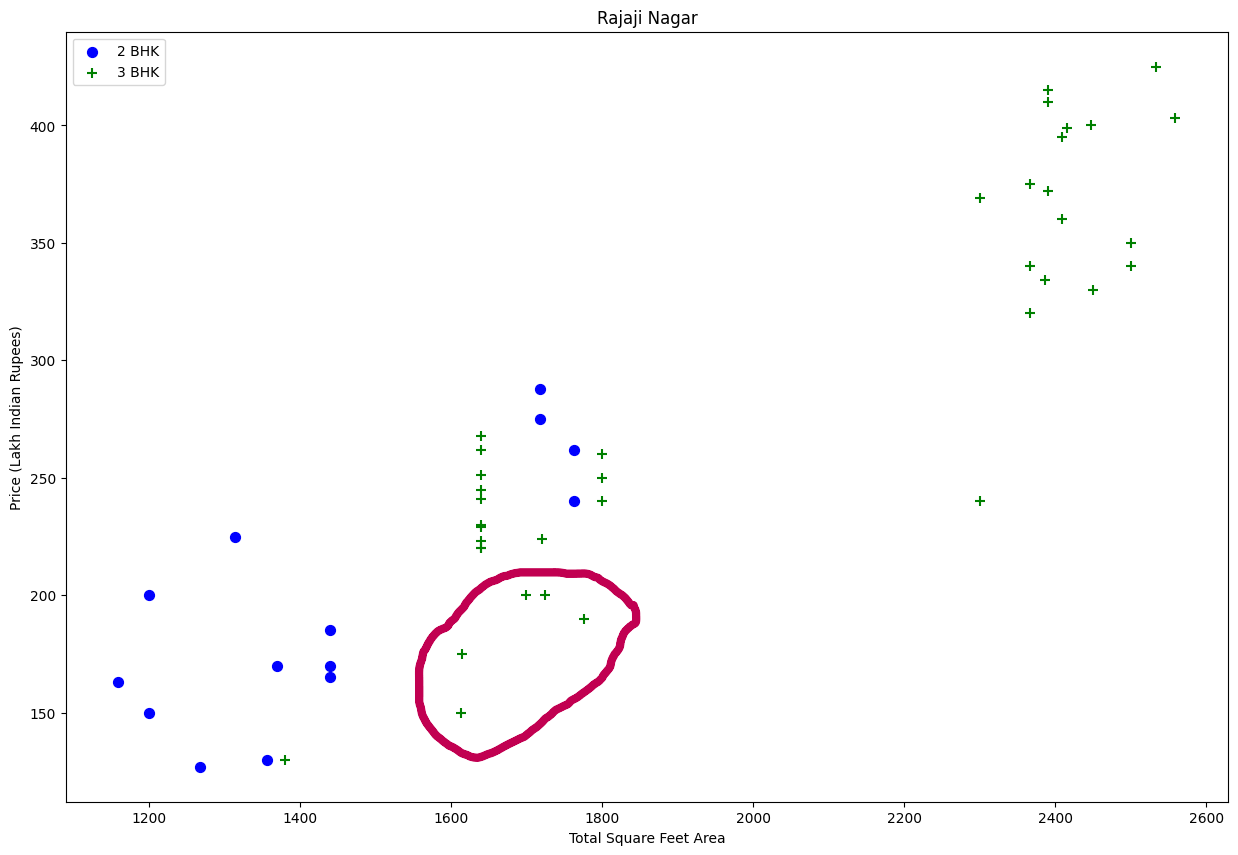 Rajaji Nagar
2 BHK
3 BHK
Price (Lakh Indian Rupees)
400
350
300
250
200
150
1200 1400 1600 1800 2000 2200 2400 2600
Total Square Feet Area